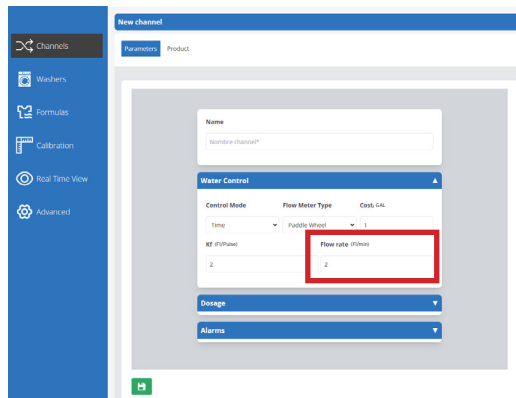 New channel
Channels
Parameters Product
Washers
Formulas
Calibration
Real Time View
Advanced
Name
Nombre channel*
Water Control
Control Mode Flow Meter Type Cost, GAL
Time Paddle Wheel 1
Kf (Fl/Pulse) Flow rate (Fl/min)
2 2
Dosage
Alarms